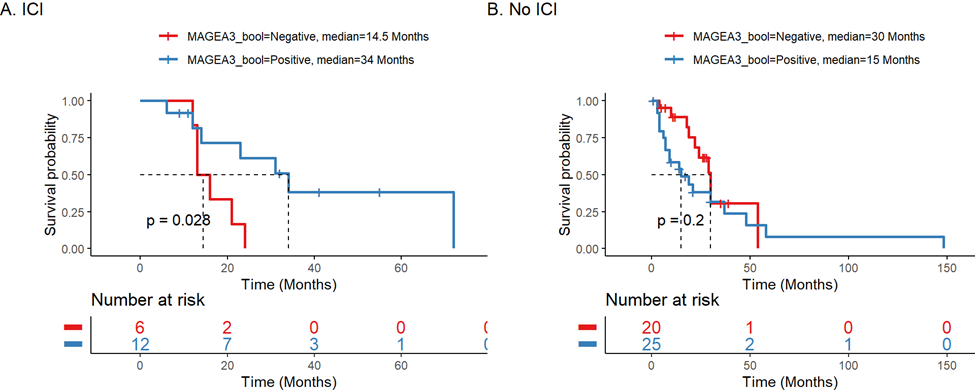 A. ICI
MAGEA3_bool=Negative, median=14.5 Months
MAGEA3_bool=Positive, median=34 Months
Survival probability
1.00
0.75
0.50
0.25
0.00
p = 0.028
0 20 40 60
Time (Months)
Number at risk
6 2 0 0 0
12 7 3 1 0
0 20 40 60
Time (Months)
B. No ICI
MAGEA3_bool=Negative, median=30 Months
MAGEA3_bool=Positive, median=15 Months
Survival probability
1.00
0.75
0.50
0.25
0.00
p = 0.2
0 50 100 150
Time (Months)
Number at risk
20 1 0 0
25 2 1 0
0 50 100 150
Time (Months)